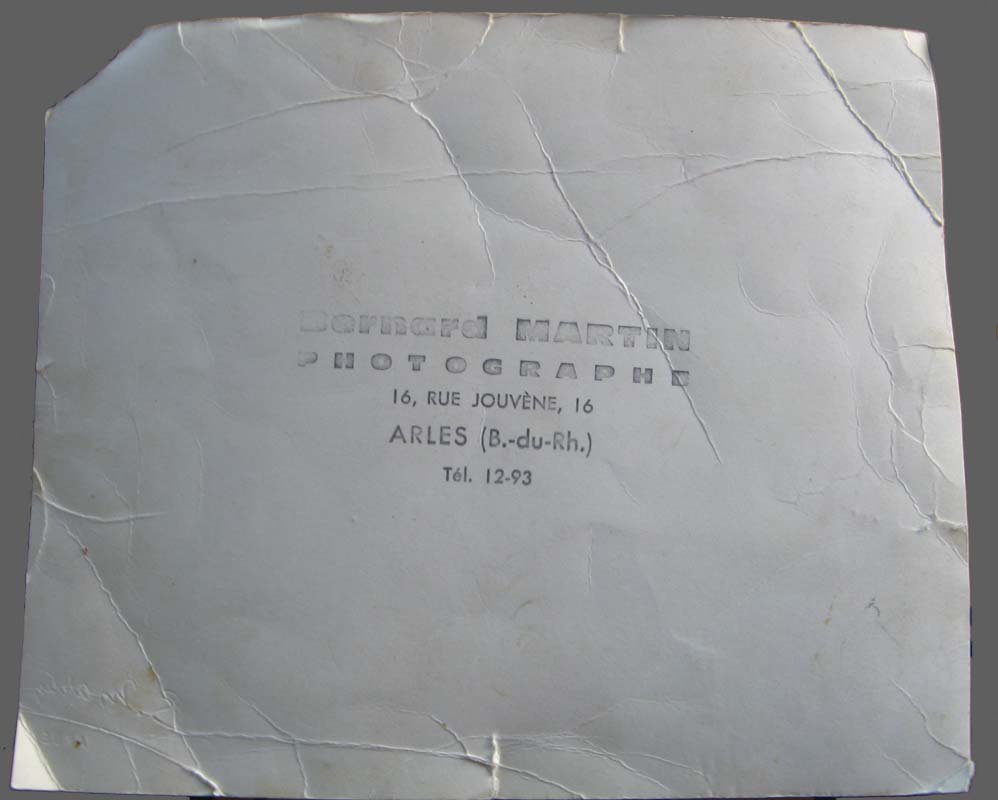 Bernard MARTIN
PHOTOGRAPHE
16, RUE JOUVÈNE, 16
ARLES (B.-du-Rh.)
Tél. 12-93